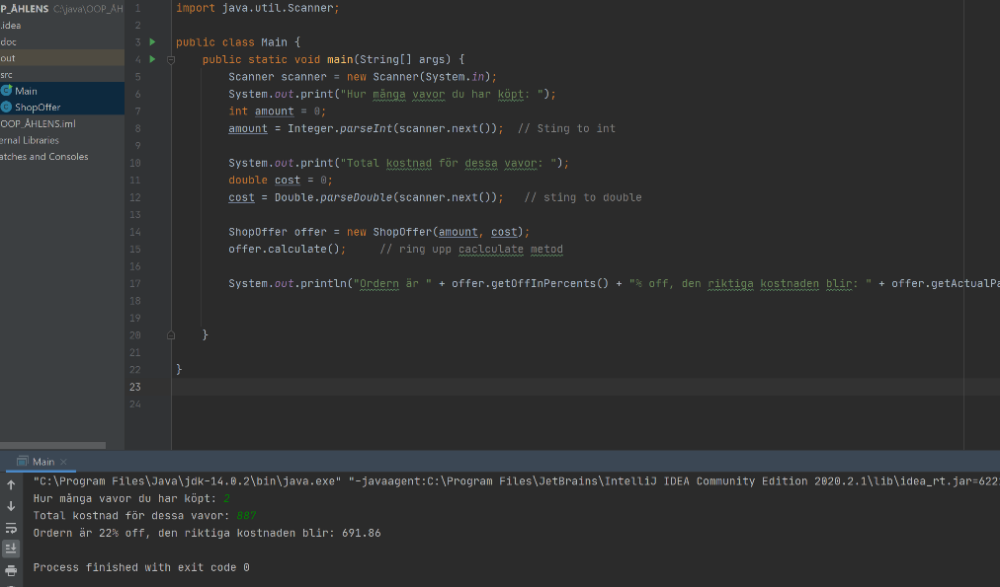 P_ÅHLENS C:\java\OOP_ÅH
.idea
doc
out
src
Main
ShopOffer
OOP_ÅHLENS.iml
ernal Libraries
atches and Consoles
1 import java.util.Scanner;
2
3 public class Main {
4 public static void main(String[] args) {
5 Scanner scanner = new Scanner(System.in);
6 System.out.print("Hur många vavor du har köpt: ");
7 int amount = 0;
8 amount = Integer.parseInt(scanner.next()); // Sting to int
9
10 System.out.print("Total kostnad för dessa vavor: ");
11 double cost = 0;
12 cost = Double.parseDouble(scanner.next()); // sting to double
13
14 ShopOffer offer = new ShopOffer(amount, cost);
15 offer.calculate(); // ring upp caclculate metod
16
17 System.out.println("Ordern är " + offer.getOffInPercents() + "% off, den riktiga kostnaden blir: " + offer.getActualPa
18
19
20 }
21
22 }
23
24
Main
"C:\Program Files\Java\jdk-14.0.2\bin\java.exe" "-javaagent:C:\Program Files\JetBrains\IntelliJ IDEA Community Edition 2020.2.1\lib\idea_rt.jar=622
Hur många vavor du har köpt: 2
Total kostnad för dessa vavor: 887
Ordern är 22% off, den riktiga kostnaden blir: 691.86
Process finished with exit code 0